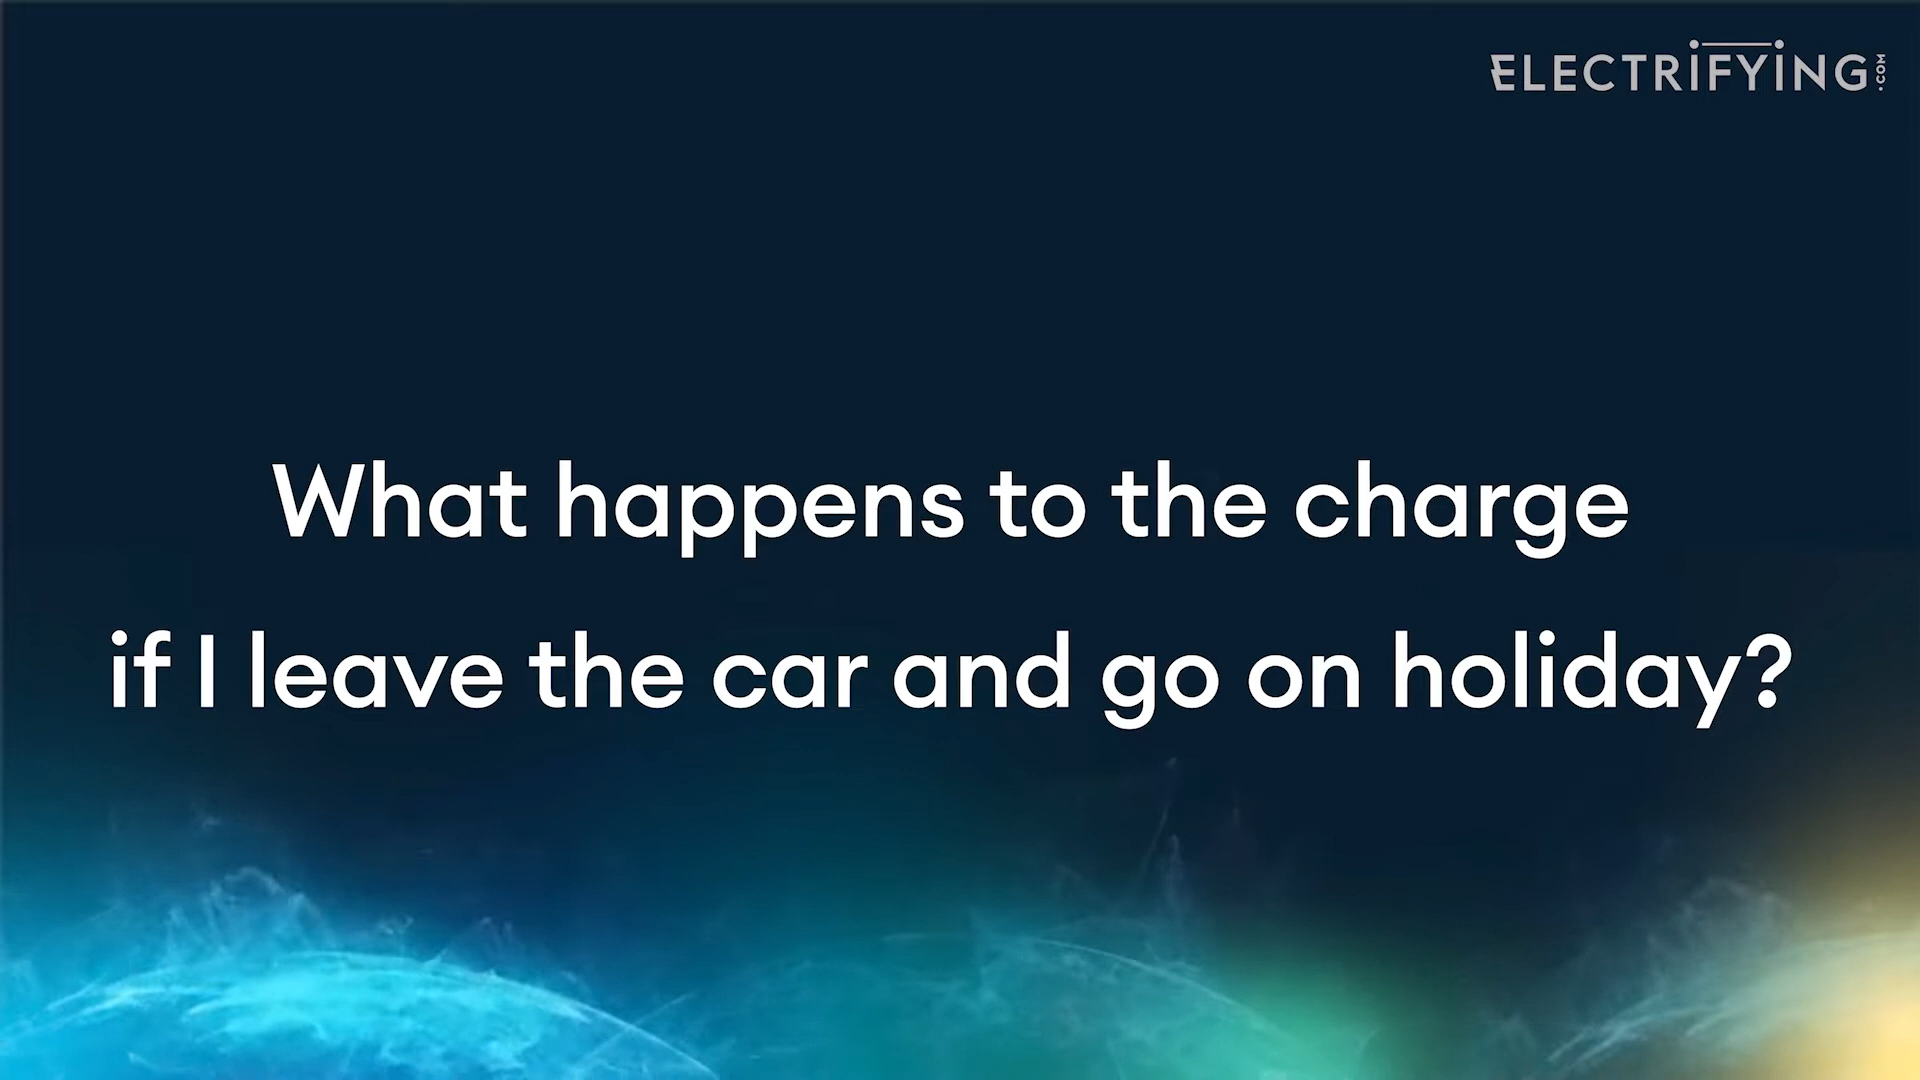 ELECTRIFYING.COM
What happens to the charge
if I leave the car and go on holiday?